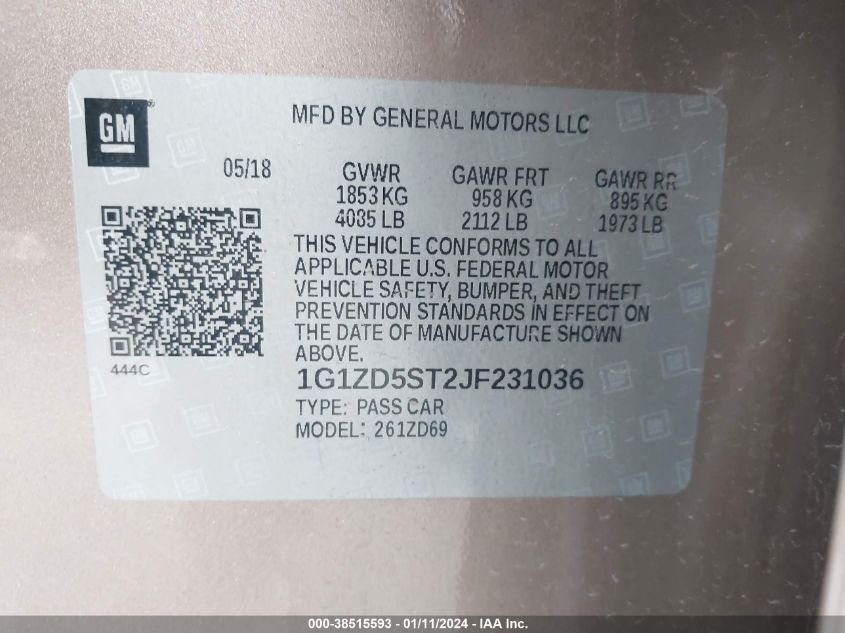 GM
MFD BY GENERAL MOTORS LLC
05/18 GVWR GAWR FRT GAWR RR
1853 KG 958 KG 895 KG
4085 LB 2112 LB 1973 LB
THIS VEHICLE CONFORMS TO ALL
APPLICABLE U.S. FEDERAL MOTOR
VEHICLE SAFETY, BUMPER, AND THEFT
PREVENTION STANDARDS IN EFFECT ON
THE DATE OF MANUFACTURE SHOWN
ABOVE.
444C
1G1ZD5ST2JF231036
TYPE: PASS CAR
MODEL: 261ZD69
000-38515593 - 01/11/2024 - IAA Inc.